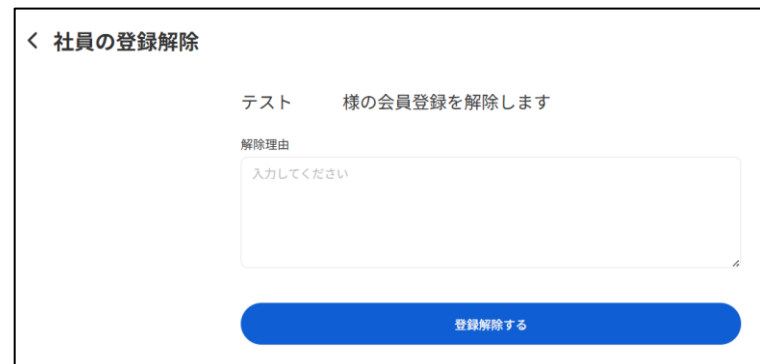 社員の登録解除
テスト　　様の会員登録を解除します
解除理由
入力してください
登録解除する